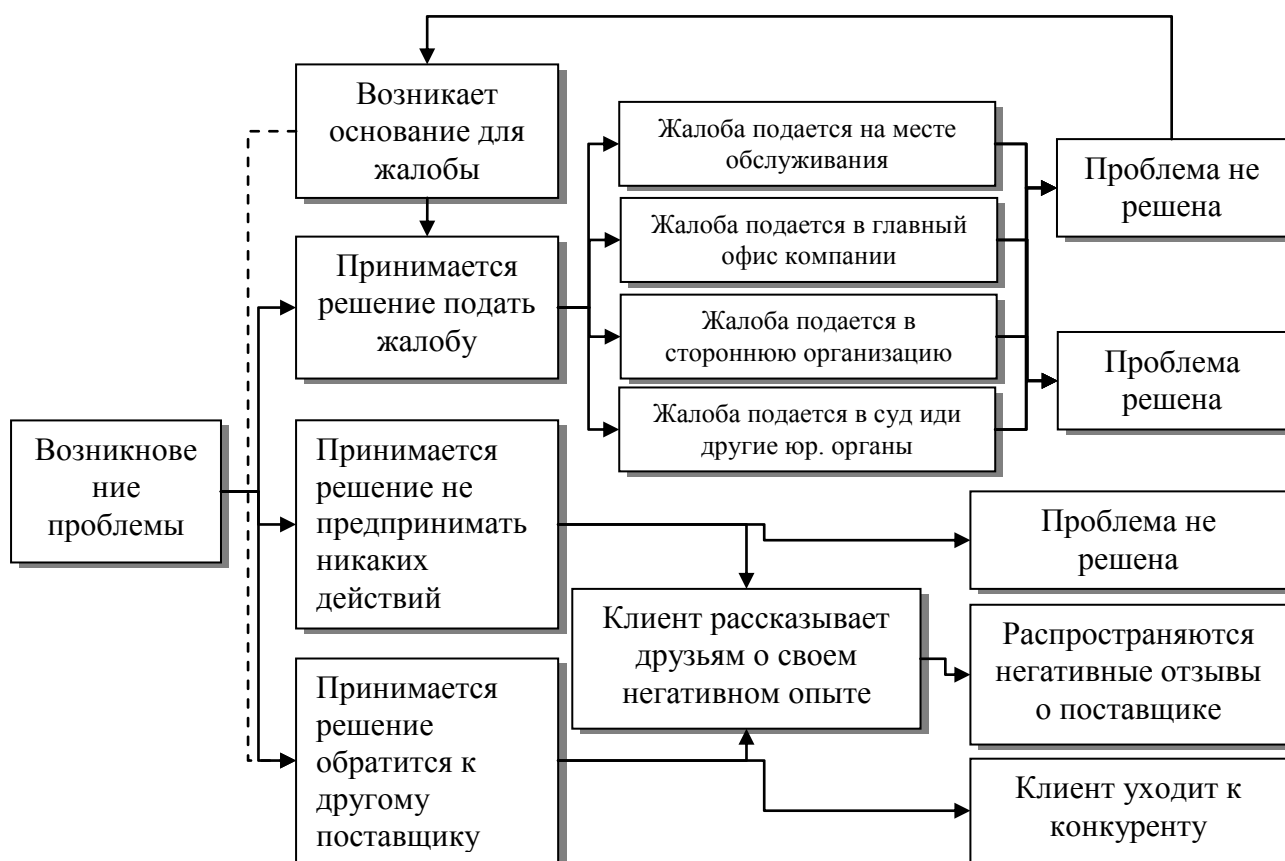 Возникает
основание для
жалобы
Принимается
решение подать
жалобу
Жалоба подается на месте
обслуживания
Жалоба подается в главный
офис компании
Жалоба подается в
стороннюю организацию
Жалоба подается в суд иди
другие юр. органы
Проблема не
решена
Проблема
решена
Возникнове
ние
проблемы
Принимается
решение не
предпринимать
никаких
действий
Проблема не
решена
Клиент рассказывает
друзьям о своем
негативном опыте
Распространяются
негативные отзывы
о поставщике
Принимается
решение
обратится к
другому
поставщику
Клиент уходит к
конкуренту